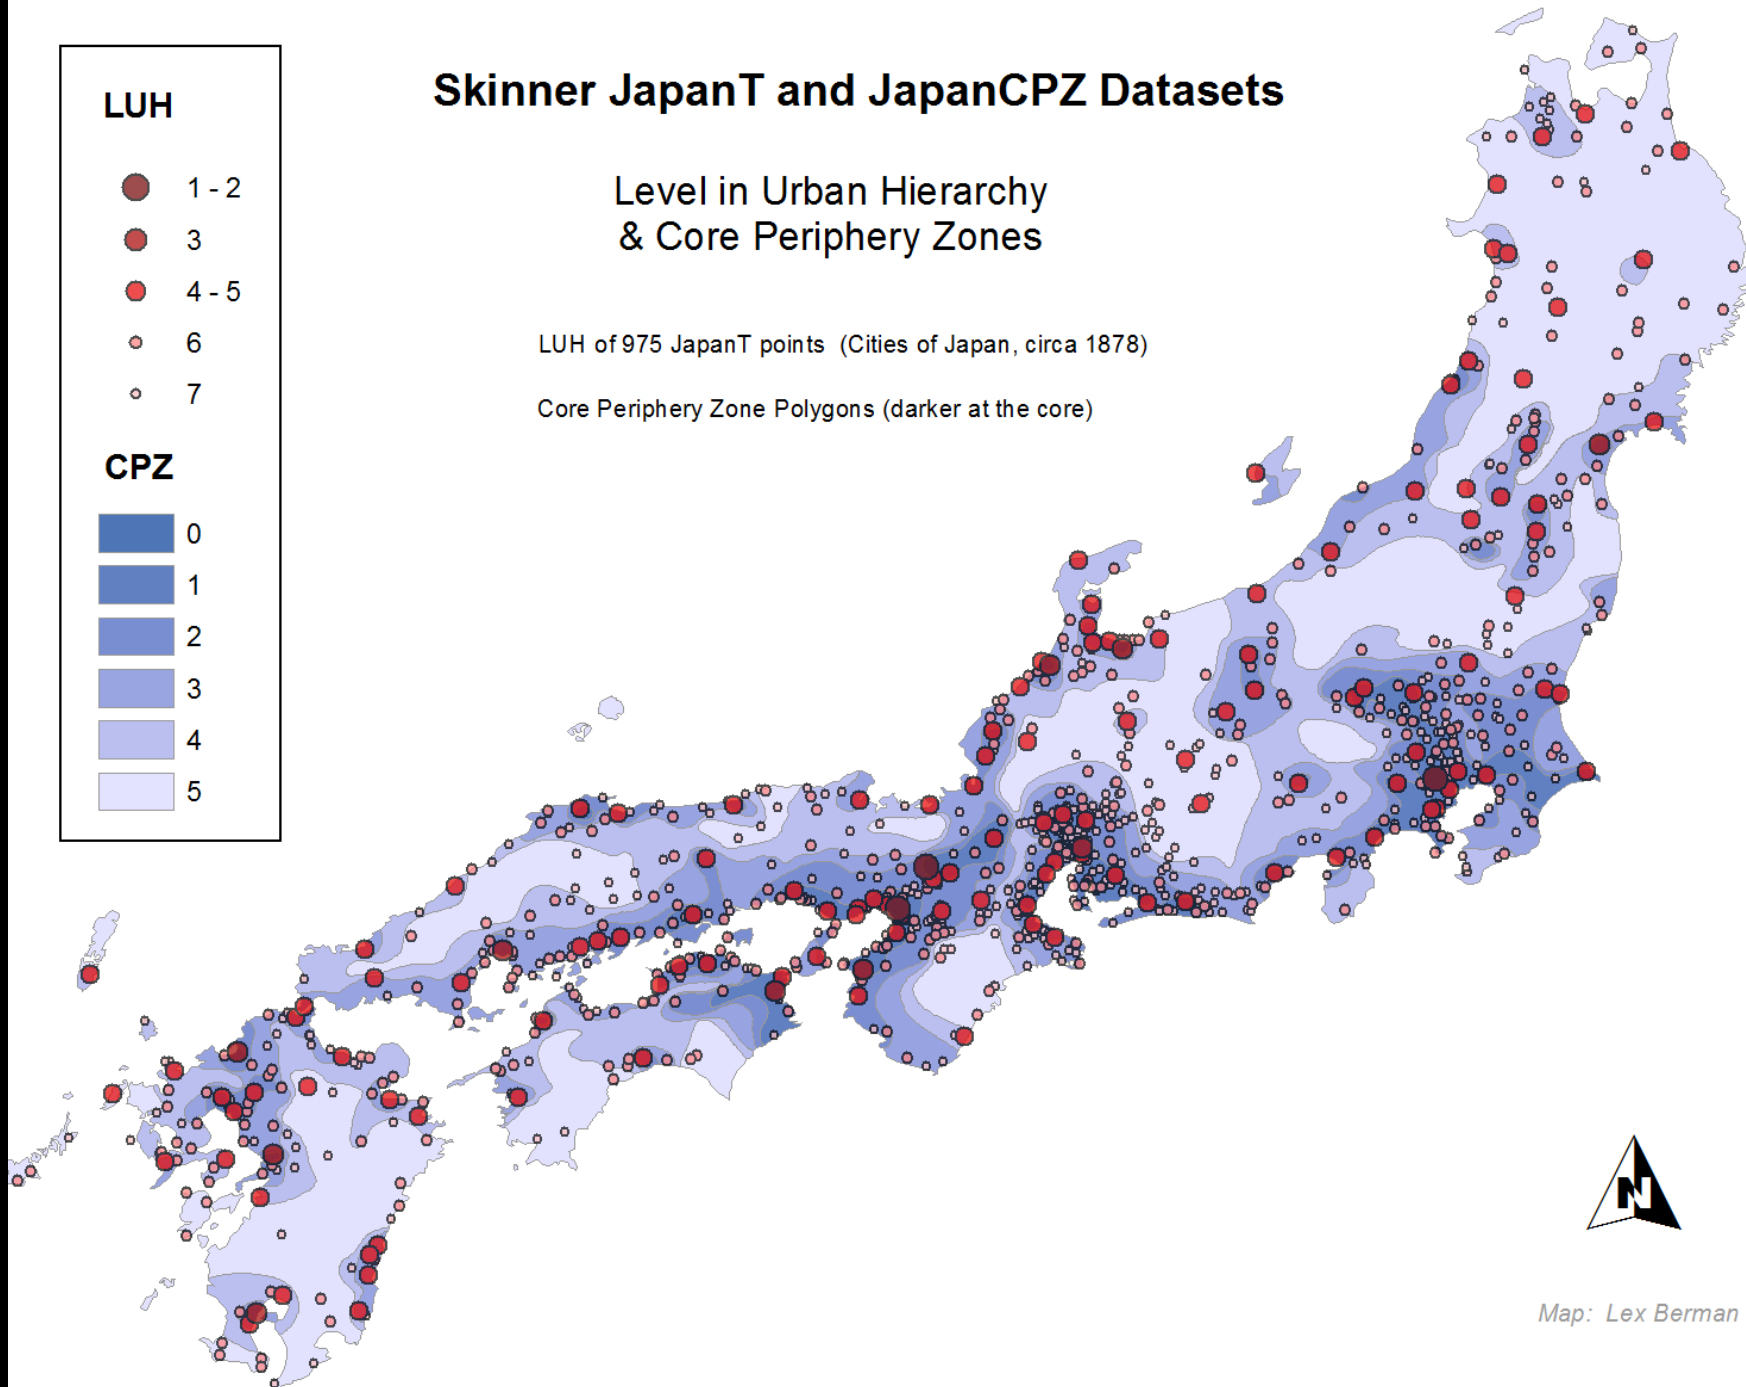 Skinner JapanT and JapanCPZ Datasets
Level in Urban Hierarchy
& Core Periphery Zones
LUH of 975 JapanT points (Cities of Japan, circa 1878)
Core Periphery Zone Polygons (darker at the core)
LUH
1 - 2
3
4 - 5
6
7
CPZ
0
1
2
3
4
5
N
Map: Lex Berman